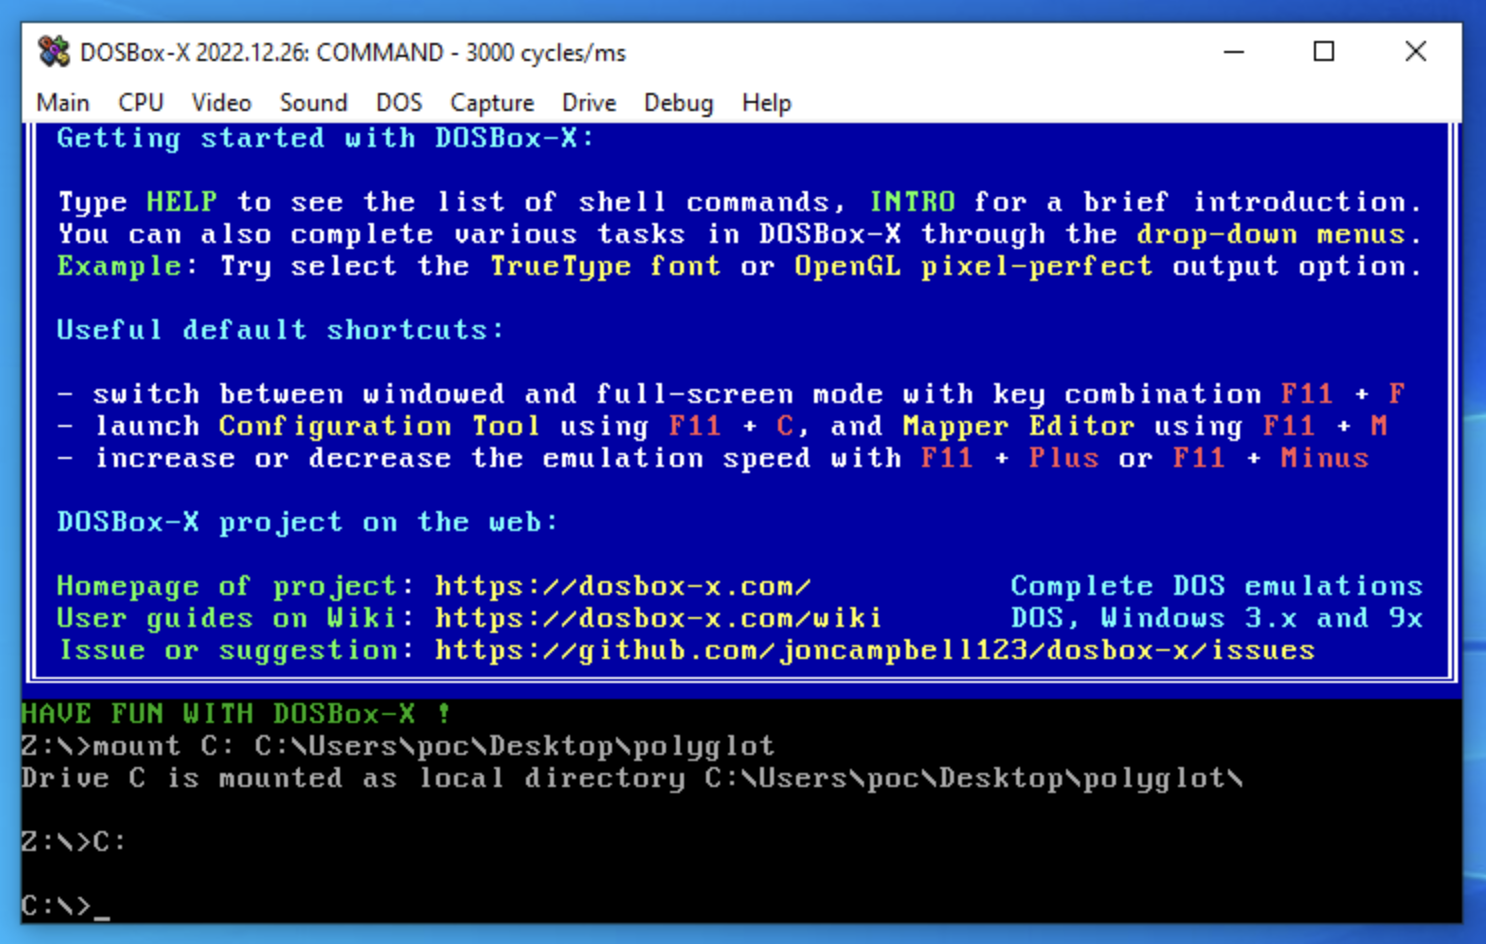 DOSBox-X 2022.12.26: COMMAND - 3000 cycles/ms
Main CPU Video Sound DOS Capture Drive Debug Help
Getting started with DOSBox-X:
Type HELP to see the list of shell commands, INTRO for a brief introduction.
You can also complete various tasks in DOSBox-X through the drop-down menus.
Example: Try select the TrueType font or OpenGL pixel-perfect output option.
Useful default shortcuts:
- switch between windowed and full-screen mode with key combination F11 + F
- launch Configuration Tool using F11 + C, and Mapper Editor using F11 + M
- increase or decrease the emulation speed with F11 + Plus or F11 + Minus
DOSBox-X project on the web:
Homepage of project: https://dosbox-x.com/ Complete DOS emulations
User guides on Wiki: https://dosbox-x.com/wiki DOS, Windows 3.x and 9x
Issue or suggestion: https://github.com/joncampbell123/dosbox-x/issues
HAVE FUN WITH DOSBox-X !
Z:\>mount C: C:\Users\poc\Desktop\polyglot
Drive C is mounted as local directory C:\Users\poc\Desktop\polyglot\
Z:\>C:
C:\>_